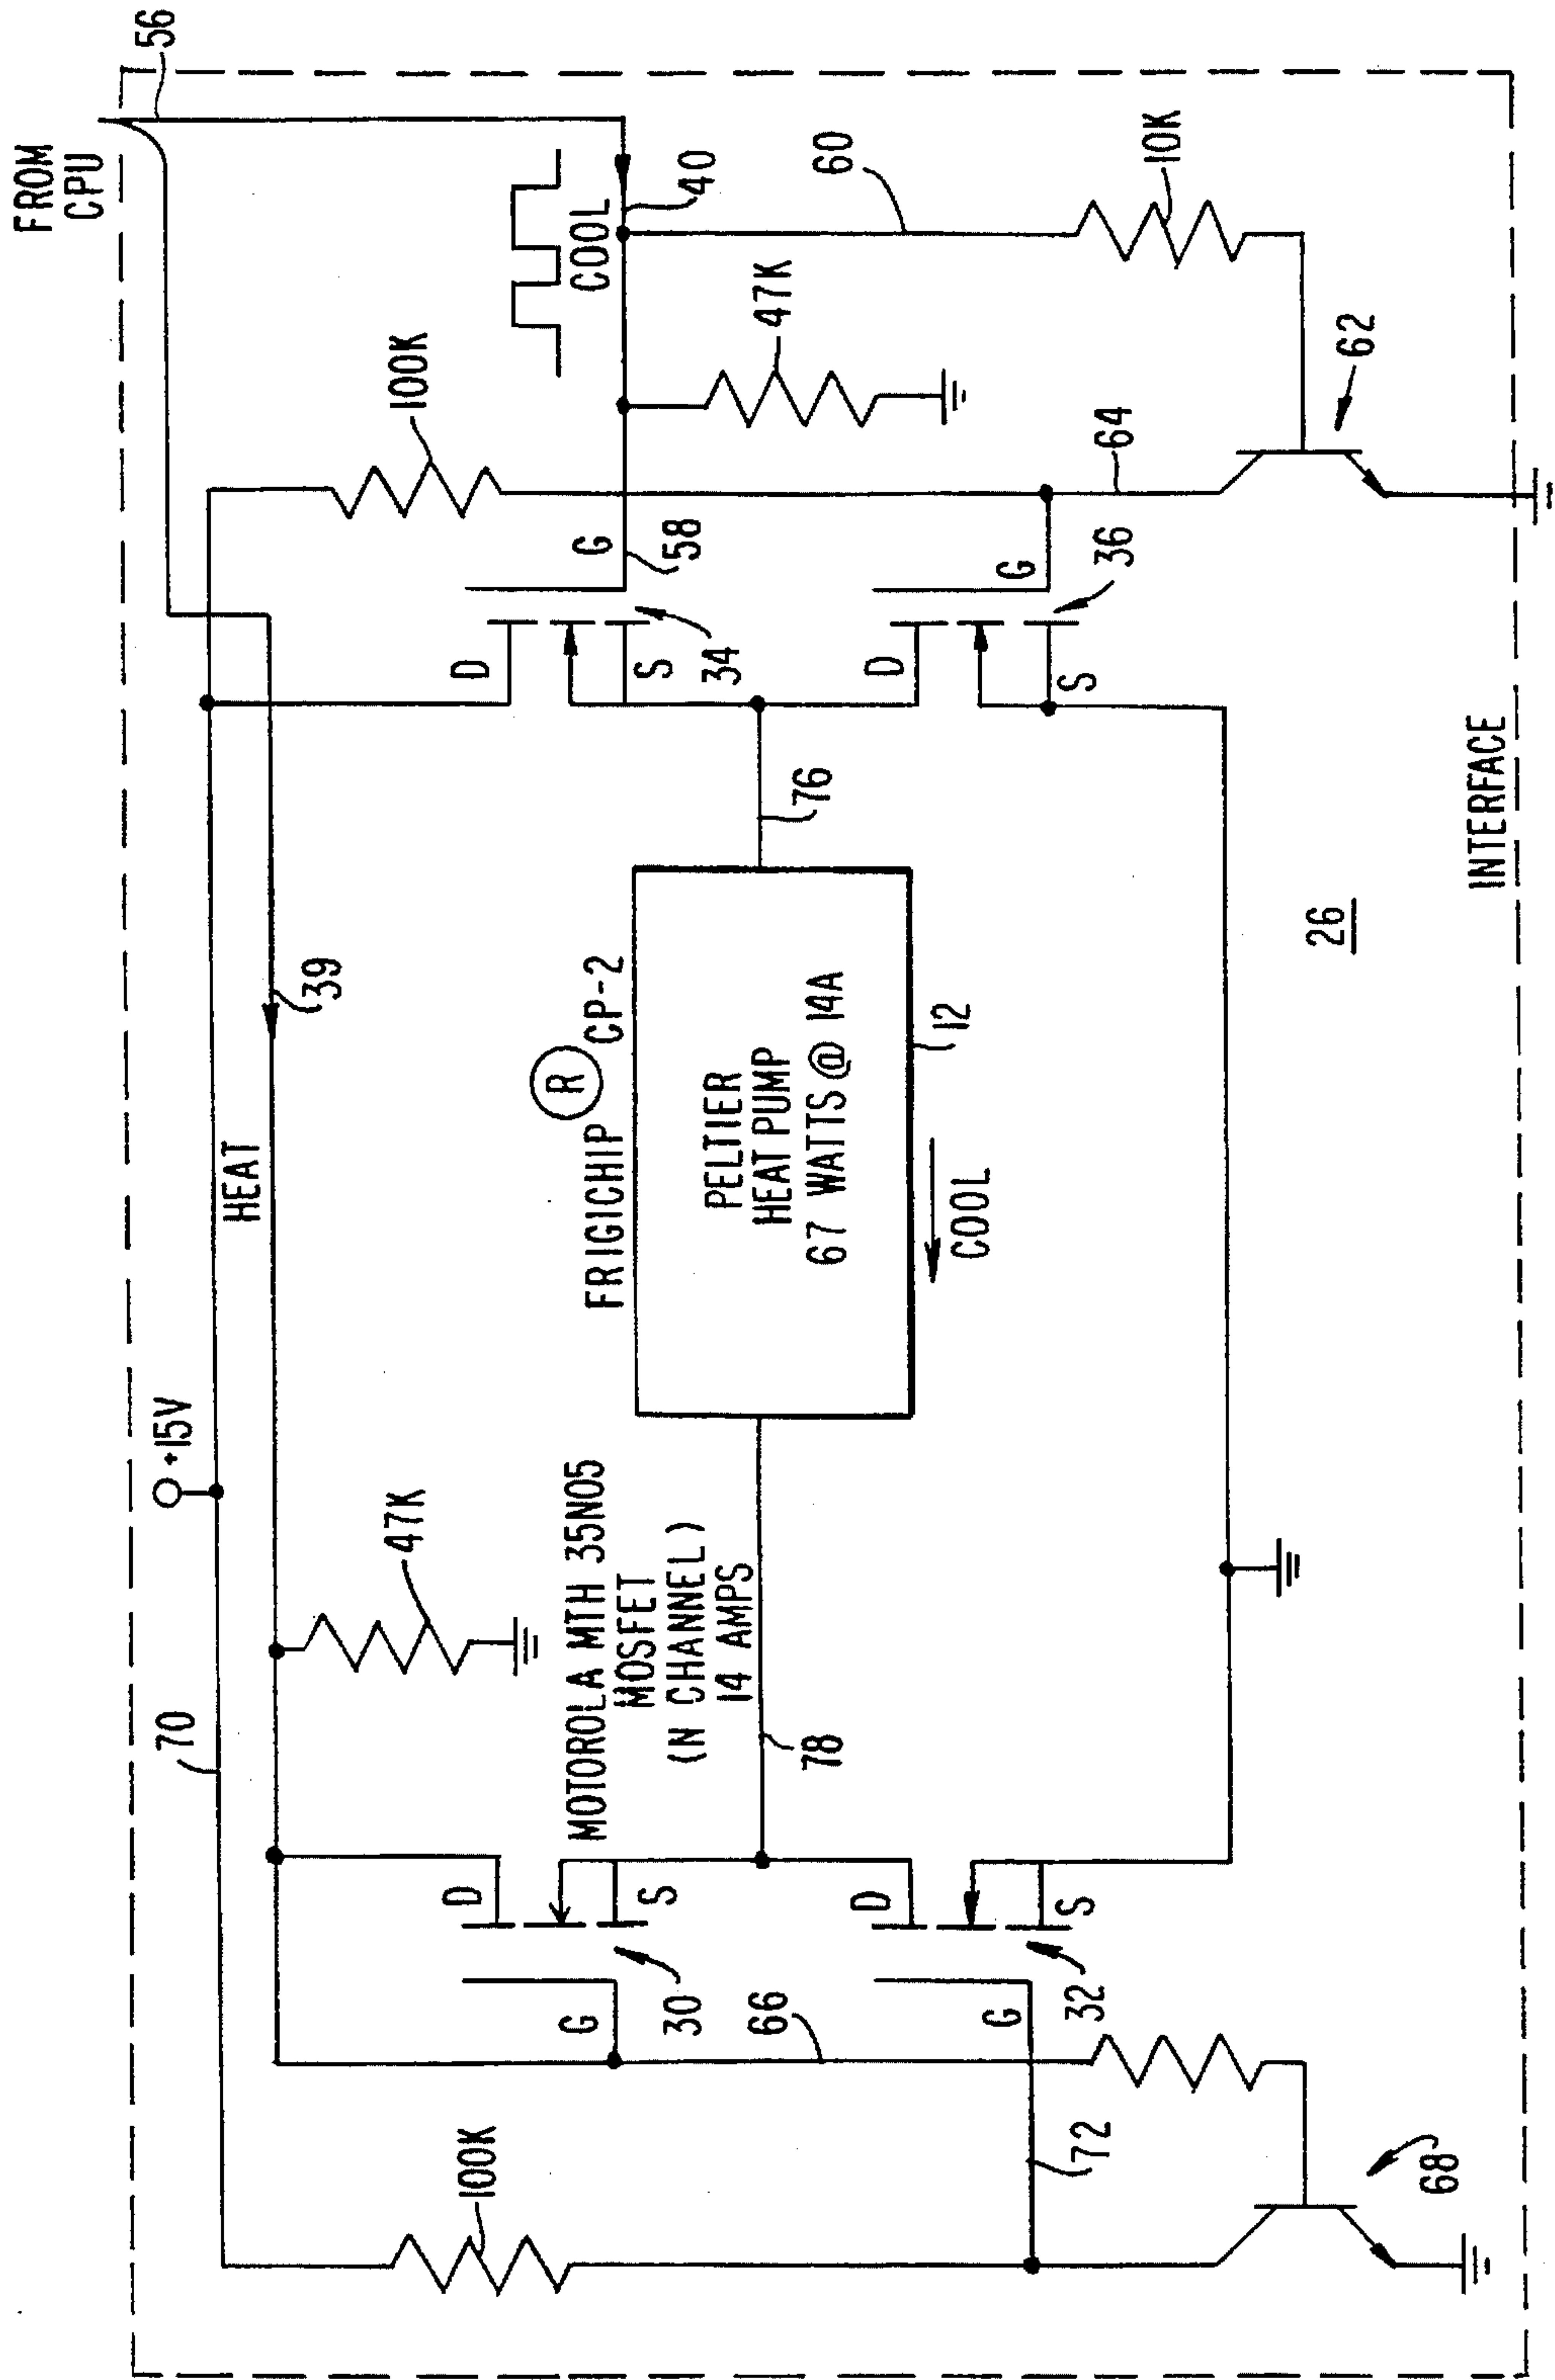 FROM
CPU
56
70
+15V
HEAT
39
100K
COOL
40
47K
60
10K
100K
47K
D
G
S
30
66
MOTOROLA MTH 35N05
MOSFET
(N CHANNEL)
14 AMPS
78
FRIGICHIP ® CP-2
PELTIER
HEAT PUMP
67 WATTS @ 14A
12
COOL
76
D
G
S
34
58
D
G
S
32
72
68
D
G
S
36
64
62
26
INTERFACE